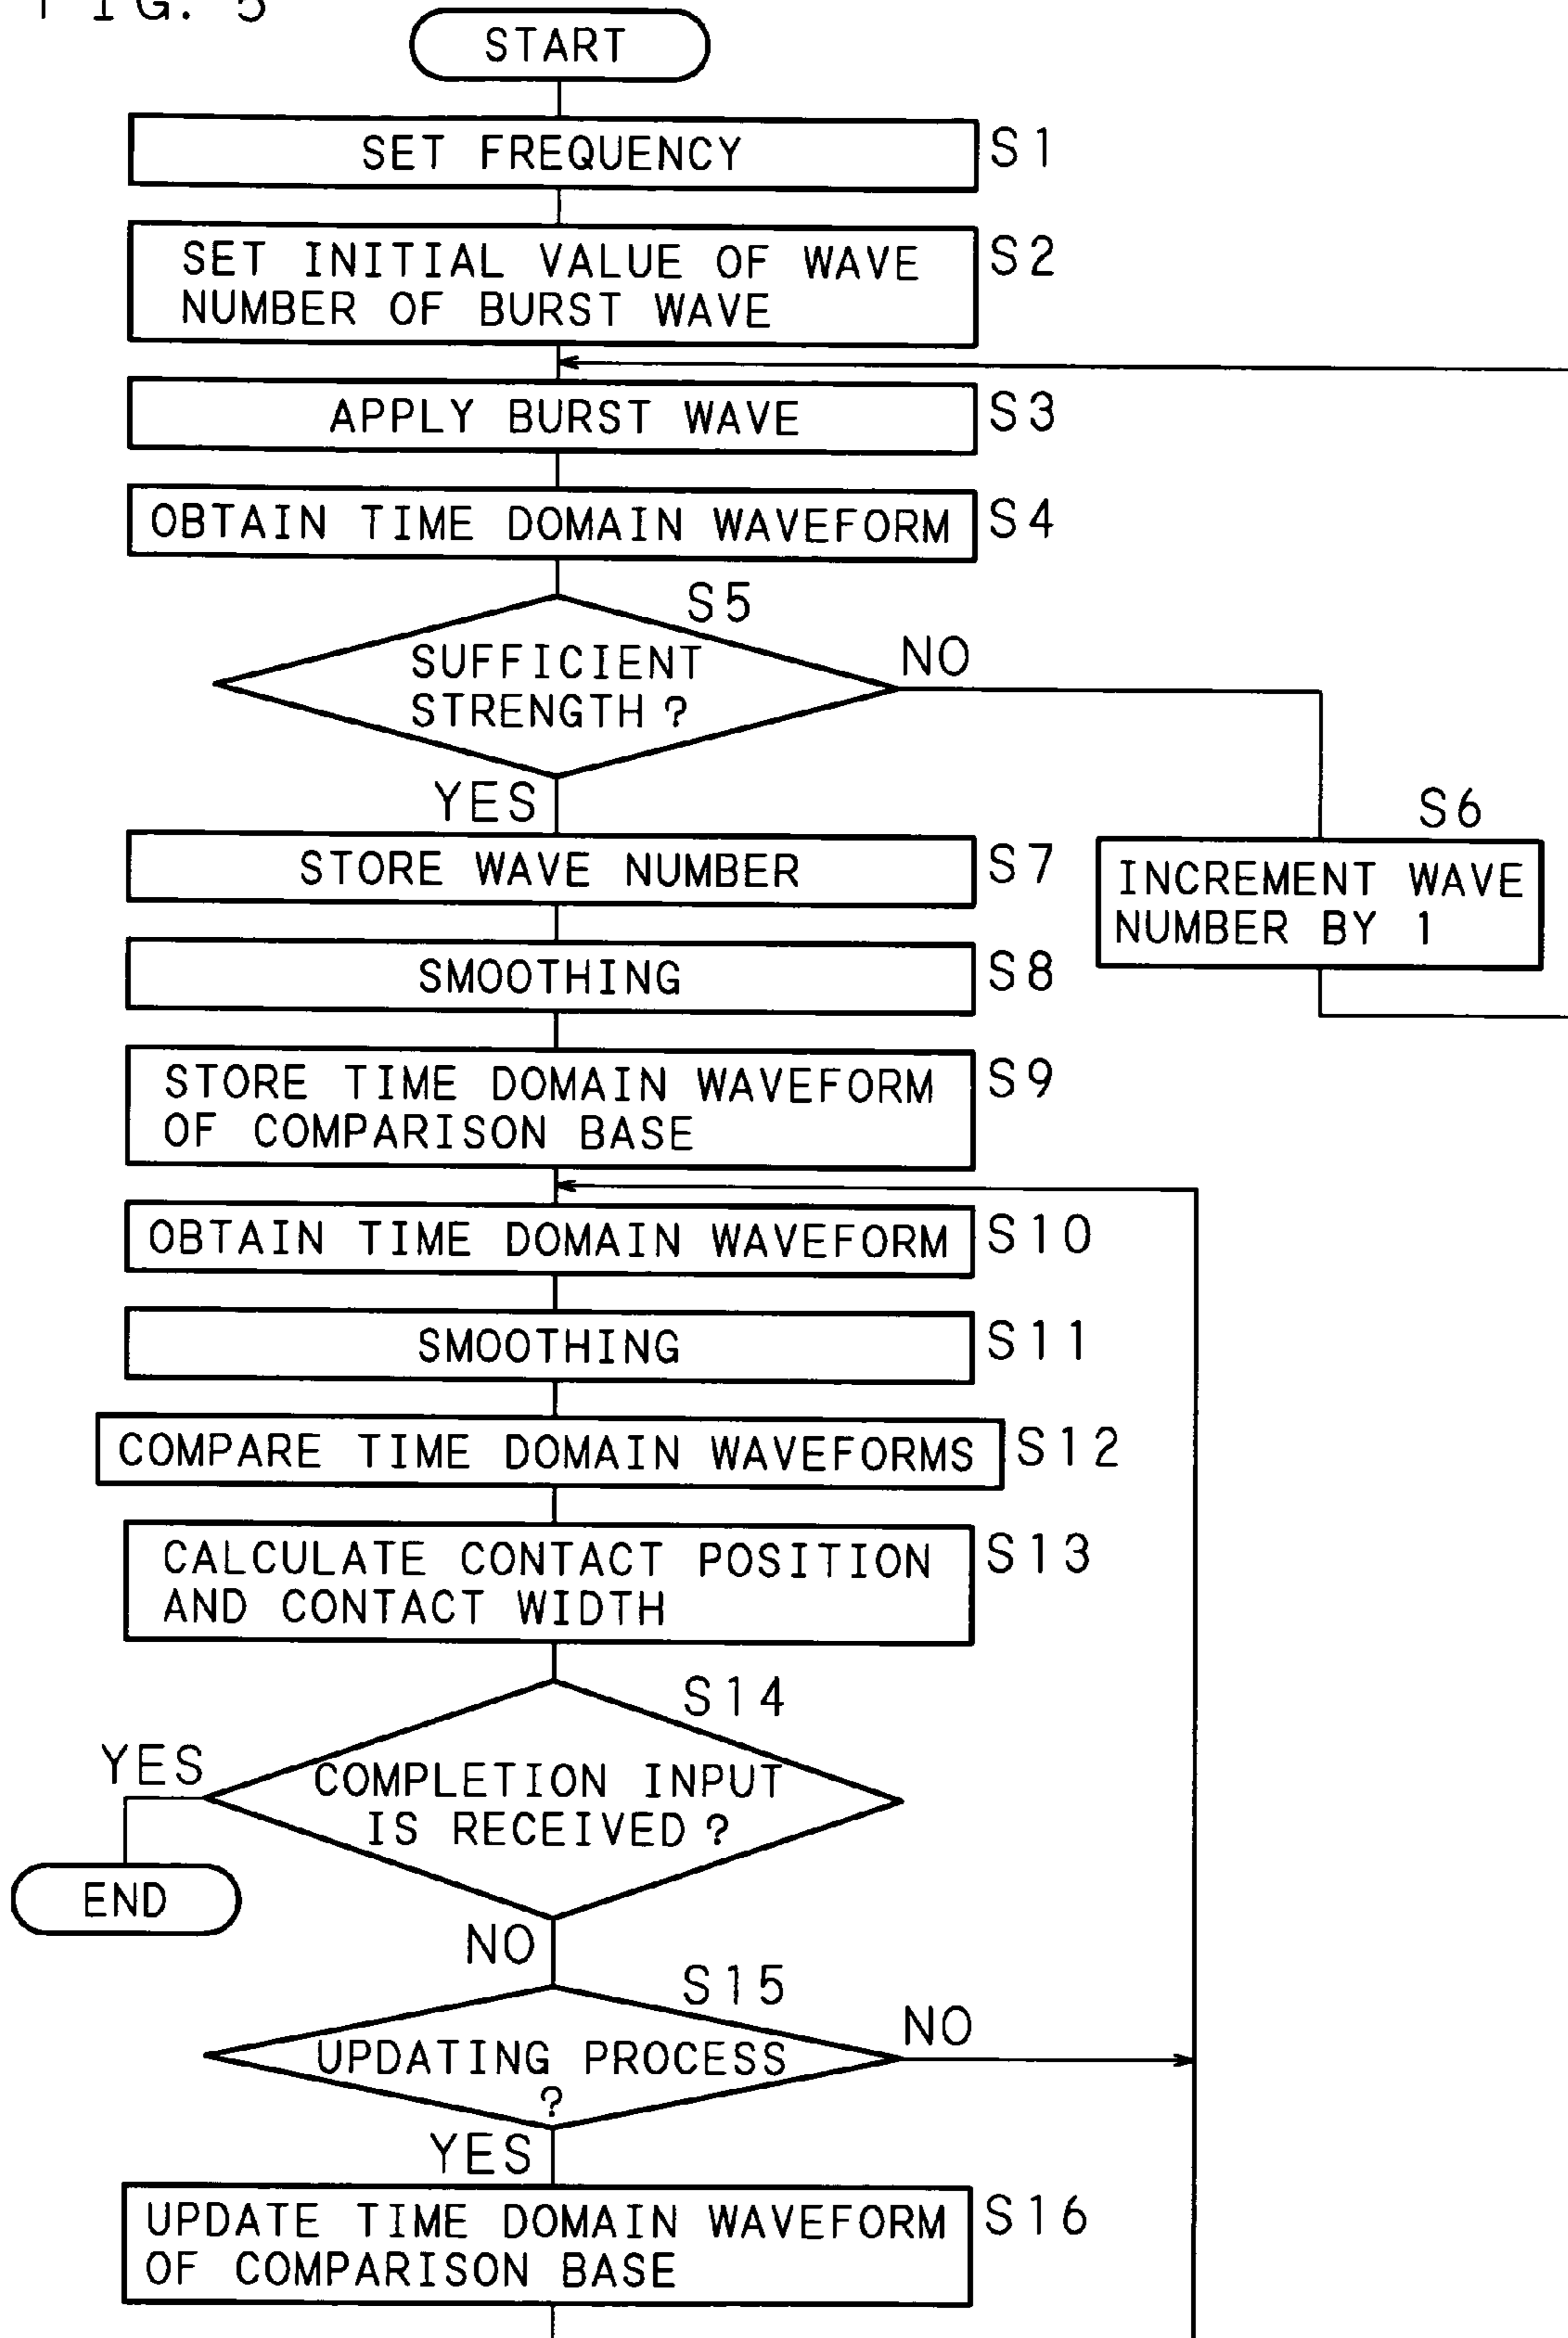 FIG. 5
START
SET FREQUENCY
S1
SET INITIAL VALUE OF WAVE
NUMBER OF BURST WAVE
S2
APPLY BURST WAVE
S3
OBTAIN TIME DOMAIN WAVEFORM
S4
S5
SUFFICIENT
STRENGTH?
NO
YES
S6
INCREMENT WAVE
NUMBER BY 1
STORE WAVE NUMBER
S7
SMOOTHING
S8
STORE TIME DOMAIN WAVEFORM
OF COMPARISON BASE
S9
OBTAIN TIME DOMAIN WAVEFORM
S10
SMOOTHING
S11
COMPARE TIME DOMAIN WAVEFORMS
S12
CALCULATE CONTACT POSITION
AND CONTACT WIDTH
S13
S14
YES
COMPLETION INPUT
IS RECEIVED?
END
NO
S15
UPDATING PROCESS
?
NO
YES
UPDATE TIME DOMAIN WAVEFORM
OF COMPARISON BASE
S16